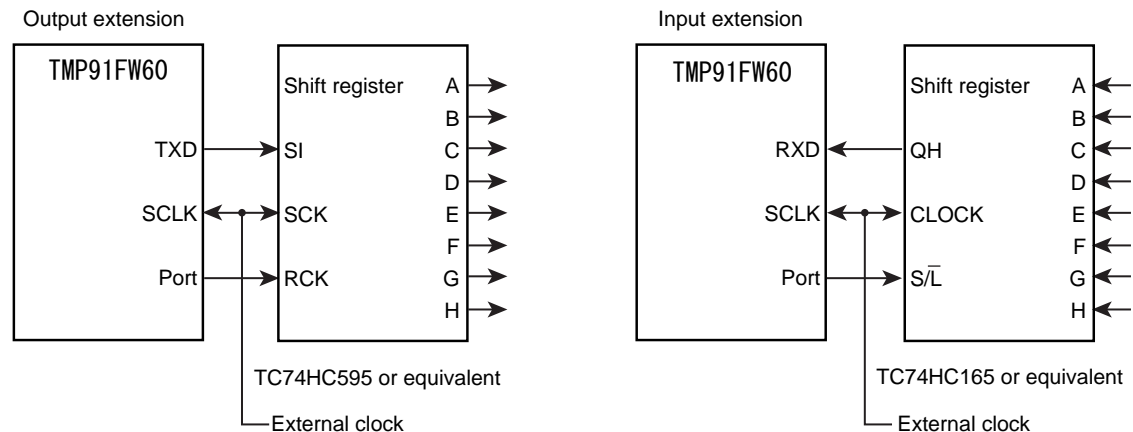 Output extension
TMP91FW60
TXD
SCLK
Port
Shift register
SI
SCK
RCK
A
B
C
D
E
F
G
H
TC74HC595 or equivalent
External clock
Input extension
TMP91FW60
RXD
SCLK
Port
Shift register
QH
CLOCK
S/L̅
A
B
C
D
E
F
G
H
TC74HC165 or equivalent
External clock